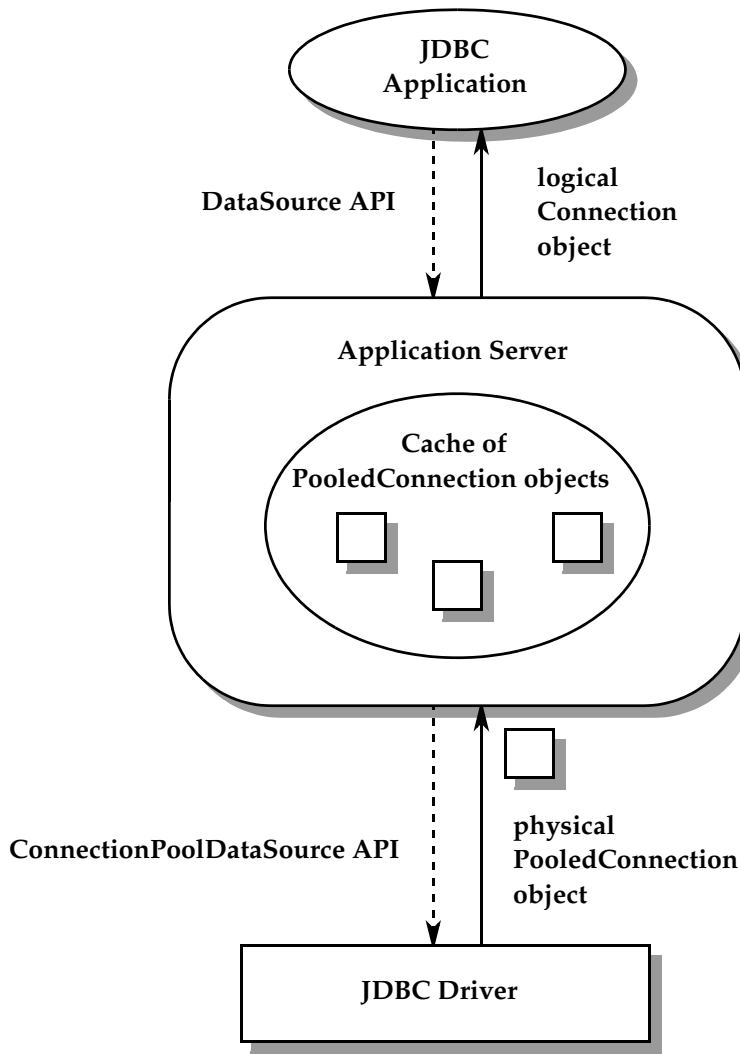 JDBC
Application
DataSource API
logical
Connection
object
Application Server
Cache of
PooledConnection objects
ConnectionPoolDataSource API
physical
PooledConnection
object
JDBC Driver